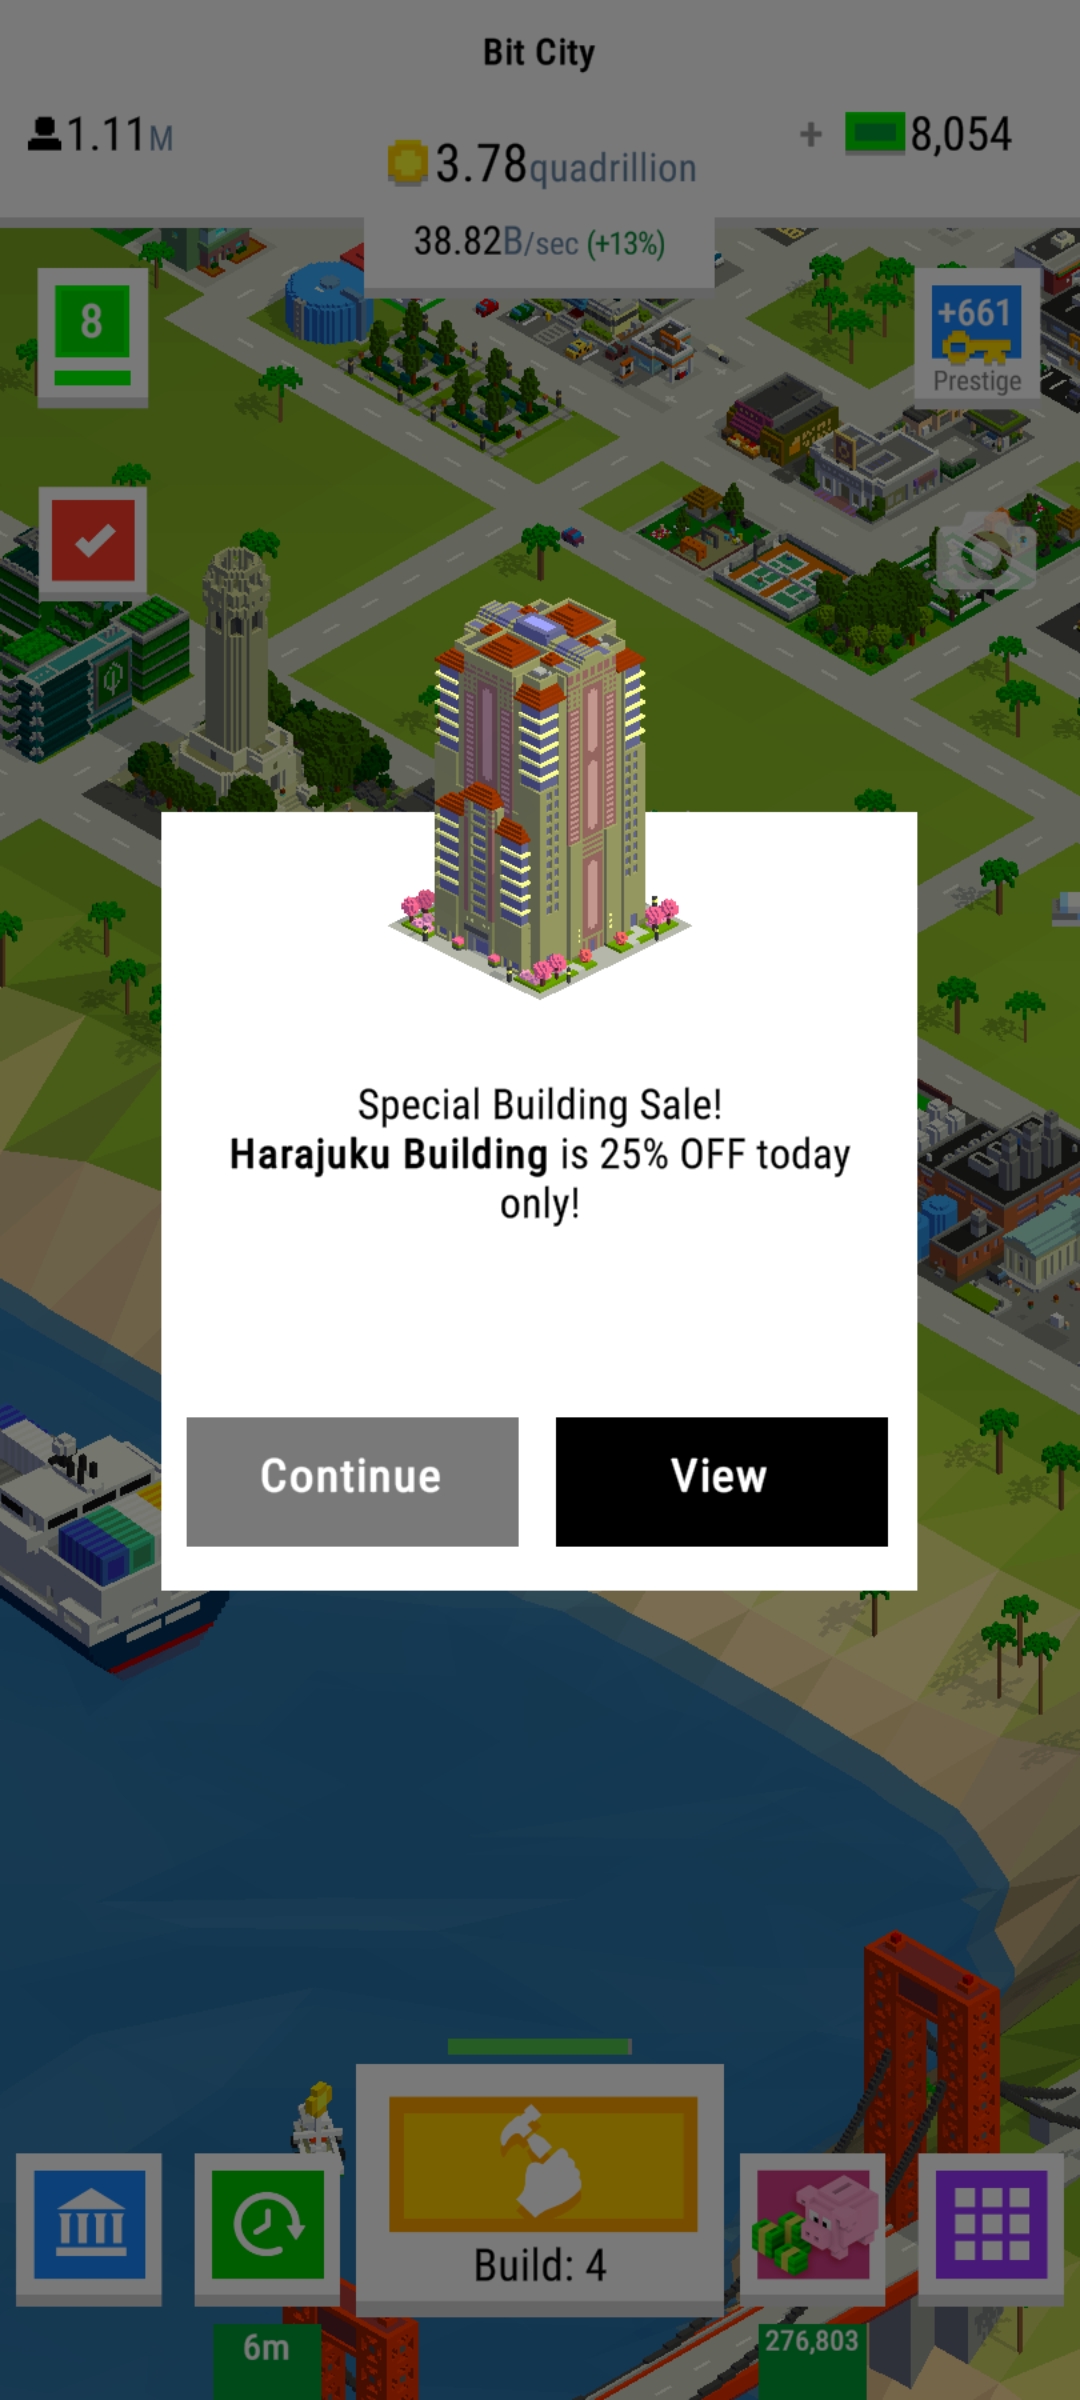 Bit City
1.11M
3.78quadrillion
+ 8,054
38.82B/sec (+13%)
8
+661
Prestige
Special Building Sale!
Harajuku Building is 25% OFF today
only!
Continue
View
Build: 4
6m
276,803